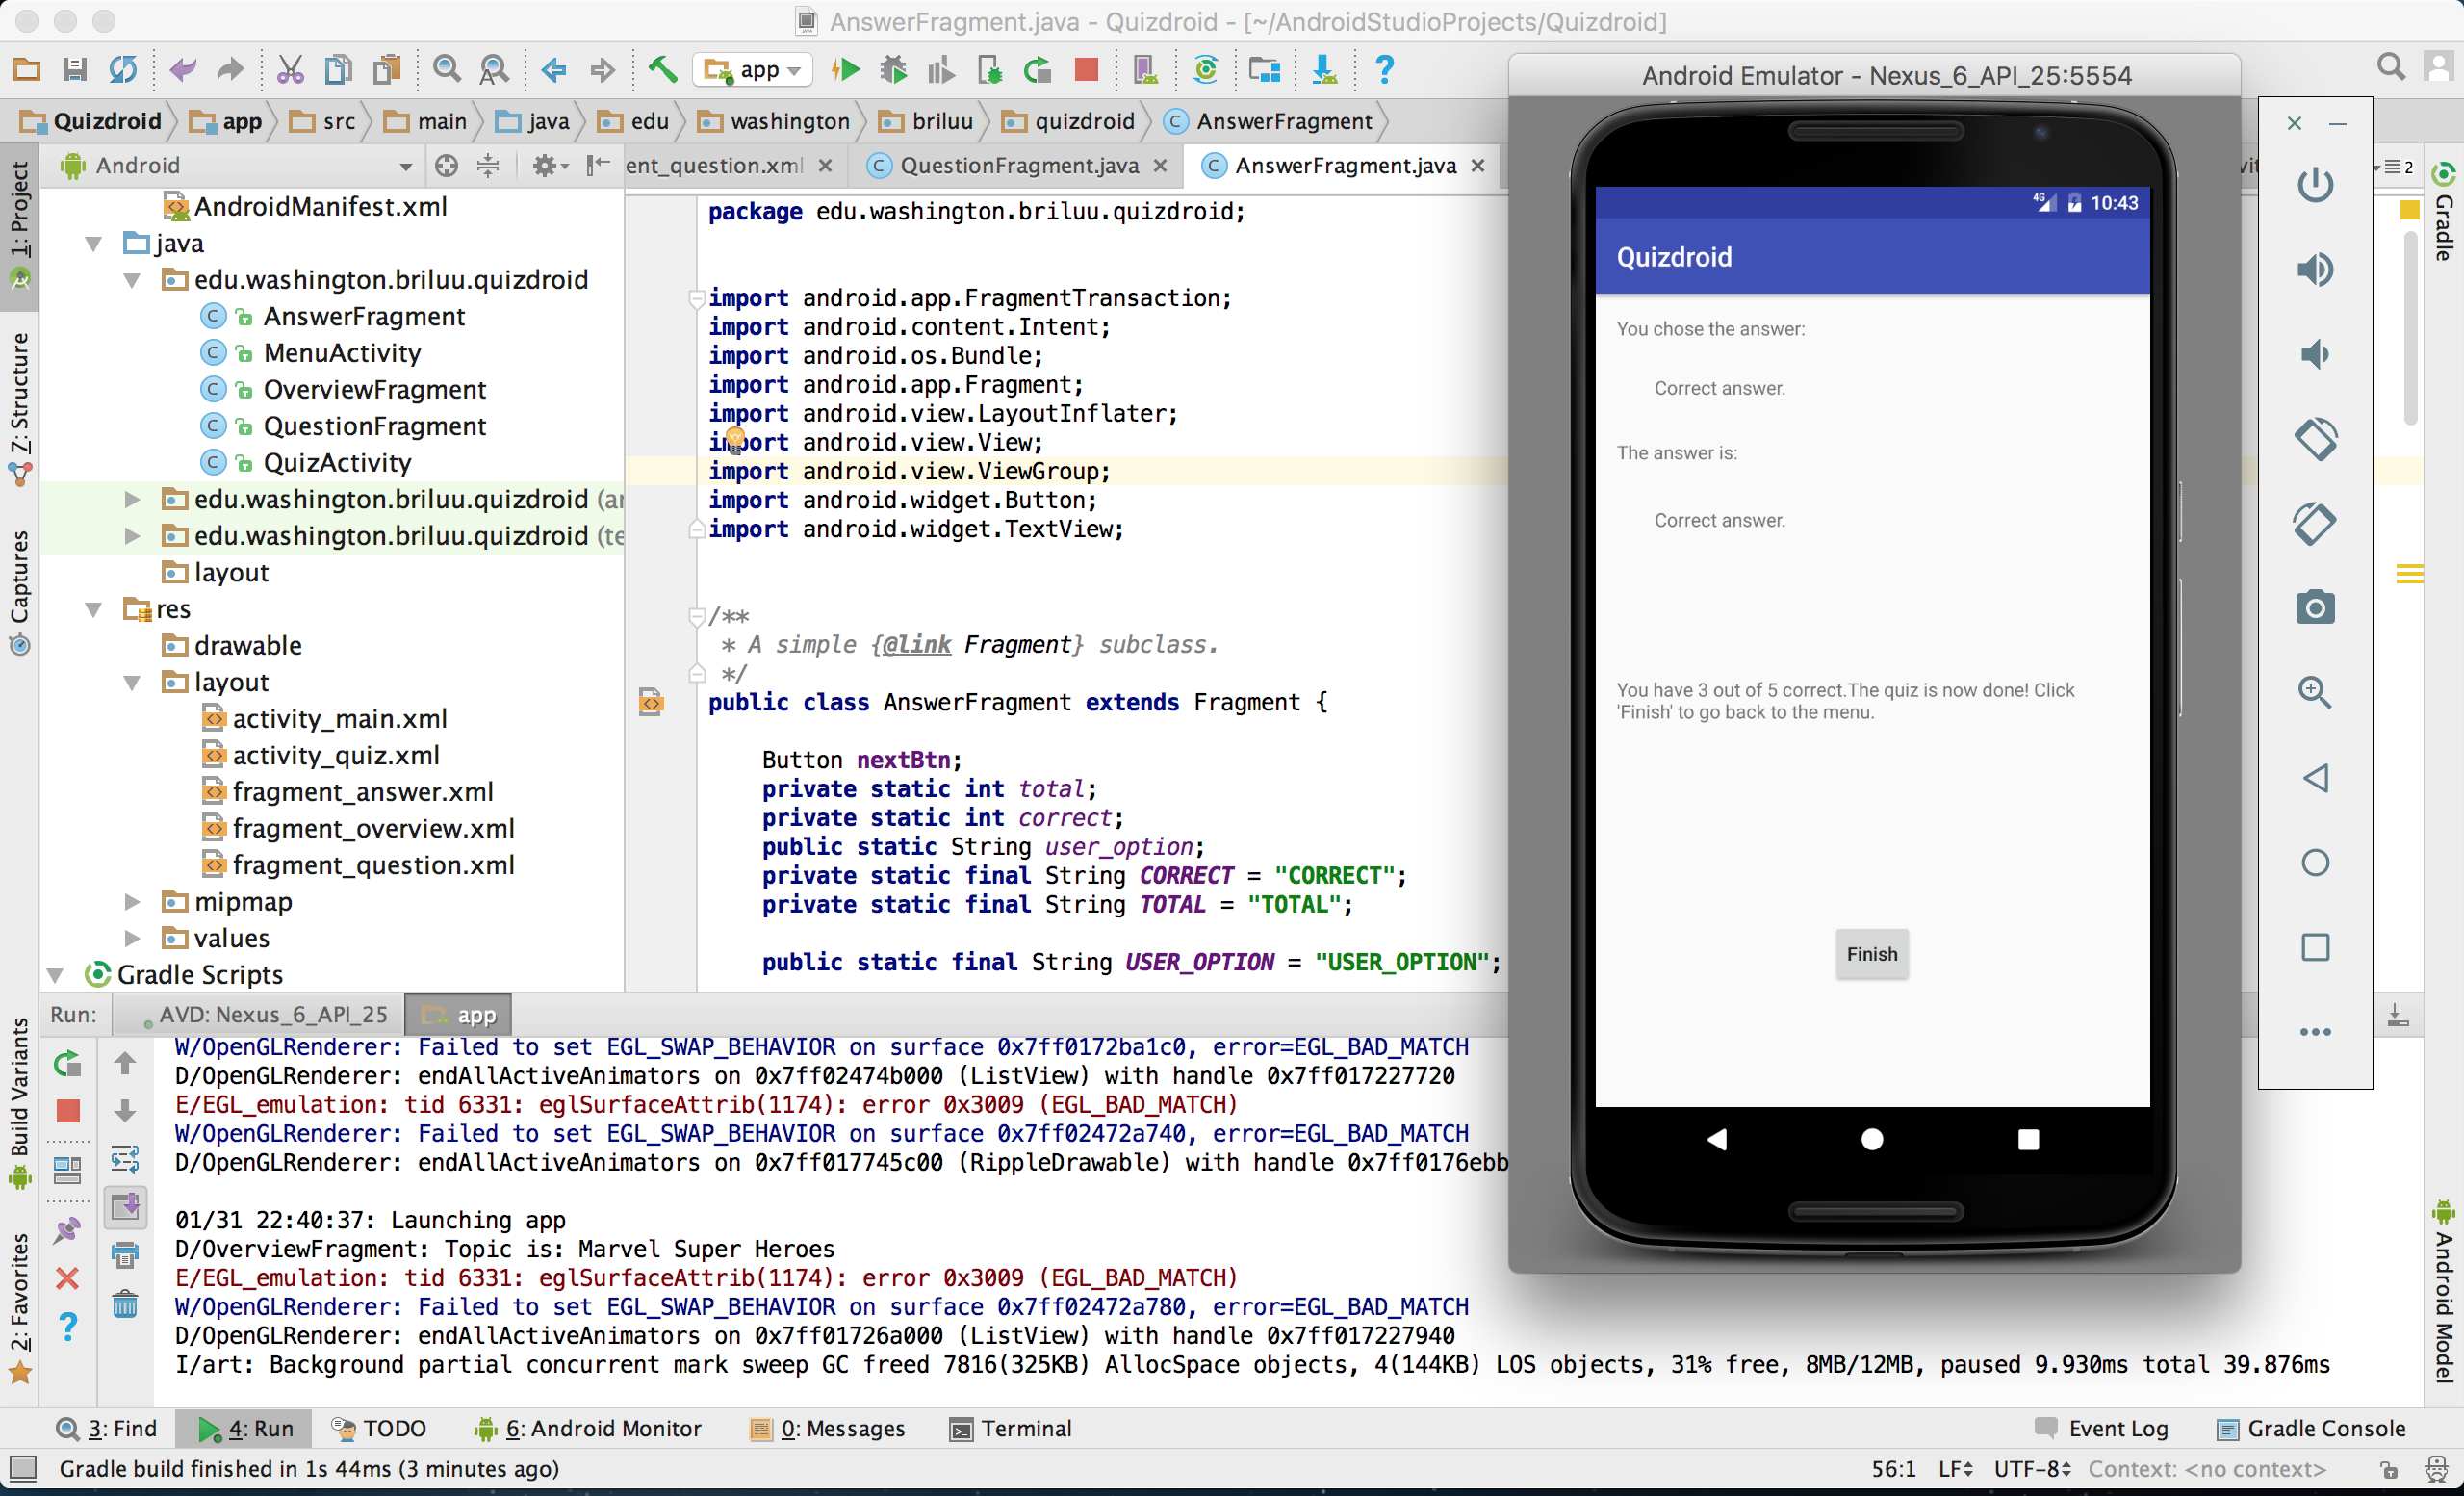 AnswerFragment.java - Quizdroid - [~/AndroidStudioProjects/Quizdroid]
app
Quizdroid app src main java edu washington briluu quizdroid AnswerFragment
1: Project
7: Structure
Captures
Build Variants
2: Favorites
Android
AndroidManifest.xml
java
edu.washington.briluu.quizdroid
AnswerFragment
MenuActivity
OverviewFragment
QuestionFragment
QuizActivity
edu.washington.briluu.quizdroid (ar
edu.washington.briluu.quizdroid (te
layout
res
drawable
layout
activity_main.xml
activity_quiz.xml
fragment_answer.xml
fragment_overview.xml
fragment_question.xml
mipmap
values
Gradle Scripts
ent_question.xml QuestionFragment.java AnswerFragment.java
2
package edu.washington.briluu.quizdroid;
import android.app.FragmentTransaction;
import android.content.Intent;
import android.os.Bundle;
import android.app.Fragment;
import android.view.LayoutInflater;
import android.view.View;
import android.view.ViewGroup;
import android.widget.Button;
import android.widget.TextView;
/**
* A simple {@link Fragment} subclass.
*/
public class AnswerFragment extends Fragment {
Button nextBtn;
private static int total;
private static int correct;
public static String user_option;
private static final String CORRECT = "CORRECT";
private static final String TOTAL = "TOTAL";
public static final String USER_OPTION = "USER_OPTION";
Android Emulator - Nexus_6_API_25:5554
4G 10:43
Quizdroid
You chose the answer:
Correct answer.
The answer is:
Correct answer.
You have 3 out of 5 correct.The quiz is now done! Click
'Finish' to go back to the menu.
Finish
Gradle
Android Model
Run: AVD: Nexus_6_API_25 app
W/OpenGLRenderer: Failed to set EGL_SWAP_BEHAVIOR on surface 0x7ff0172ba1c0, error=EGL_BAD_MATCH
D/OpenGLRenderer: endAllActiveAnimators on 0x7ff02474b000 (ListView) with handle 0x7ff017227720
E/EGL_emulation: tid 6331: eglSurfaceAttrib(1174): error 0x3009 (EGL_BAD_MATCH)
W/OpenGLRenderer: Failed to set EGL_SWAP_BEHAVIOR on surface 0x7ff02472a740, error=EGL_BAD_MATCH
D/OpenGLRenderer: endAllActiveAnimators on 0x7ff017745c00 (RippleDrawable) with handle 0x7ff0176ebb
01/31 22:40:37: Launching app
D/OverviewFragment: Topic is: Marvel Super Heroes
E/EGL_emulation: tid 6331: eglSurfaceAttrib(1174): error 0x3009 (EGL_BAD_MATCH)
W/OpenGLRenderer: Failed to set EGL_SWAP_BEHAVIOR on surface 0x7ff02472a780, error=EGL_BAD_MATCH
D/OpenGLRenderer: endAllActiveAnimators on 0x7ff01726a000 (ListView) with handle 0x7ff017227940
I/art: Background partial concurrent mark sweep GC freed 7816(325KB) AllocSpace objects, 4(144KB) LOS objects, 31% free, 8MB/12MB, paused 9.930ms total 39.876ms
3: Find 4: Run TODO 6: Android Monitor 0: Messages Terminal Event Log Gradle Console
Gradle build finished in 1s 44ms (3 minutes ago) 56:1 LF UTF-8 Context: <no context>